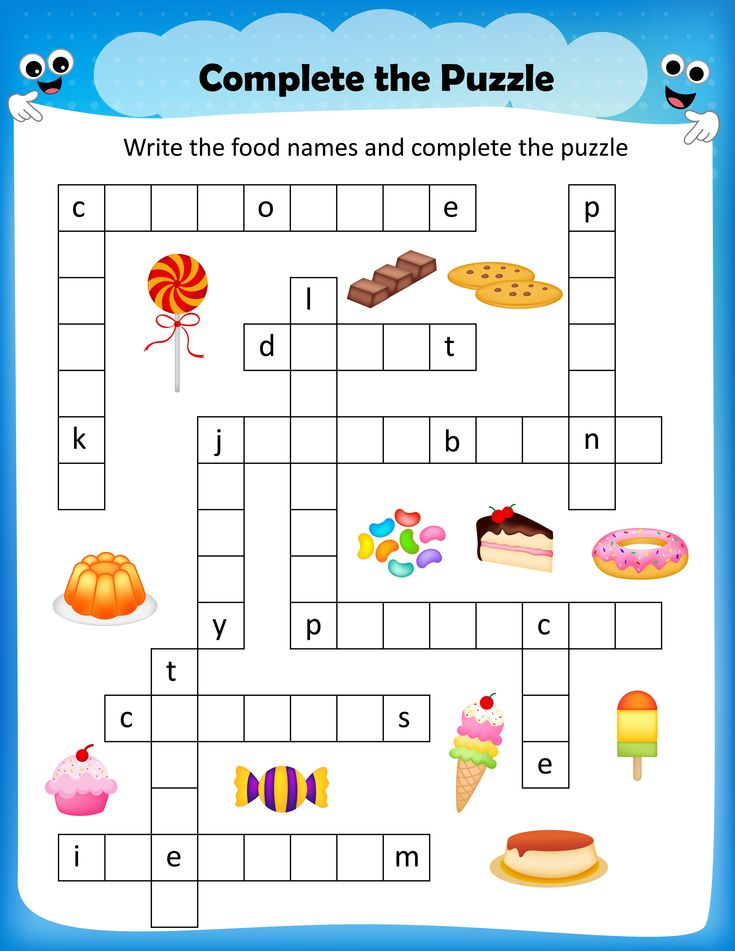 Complete the Puzzle
Write the food names and complete the puzzle
c o e p
l
d t
k j b n
y p c
t
c s
e
i e m